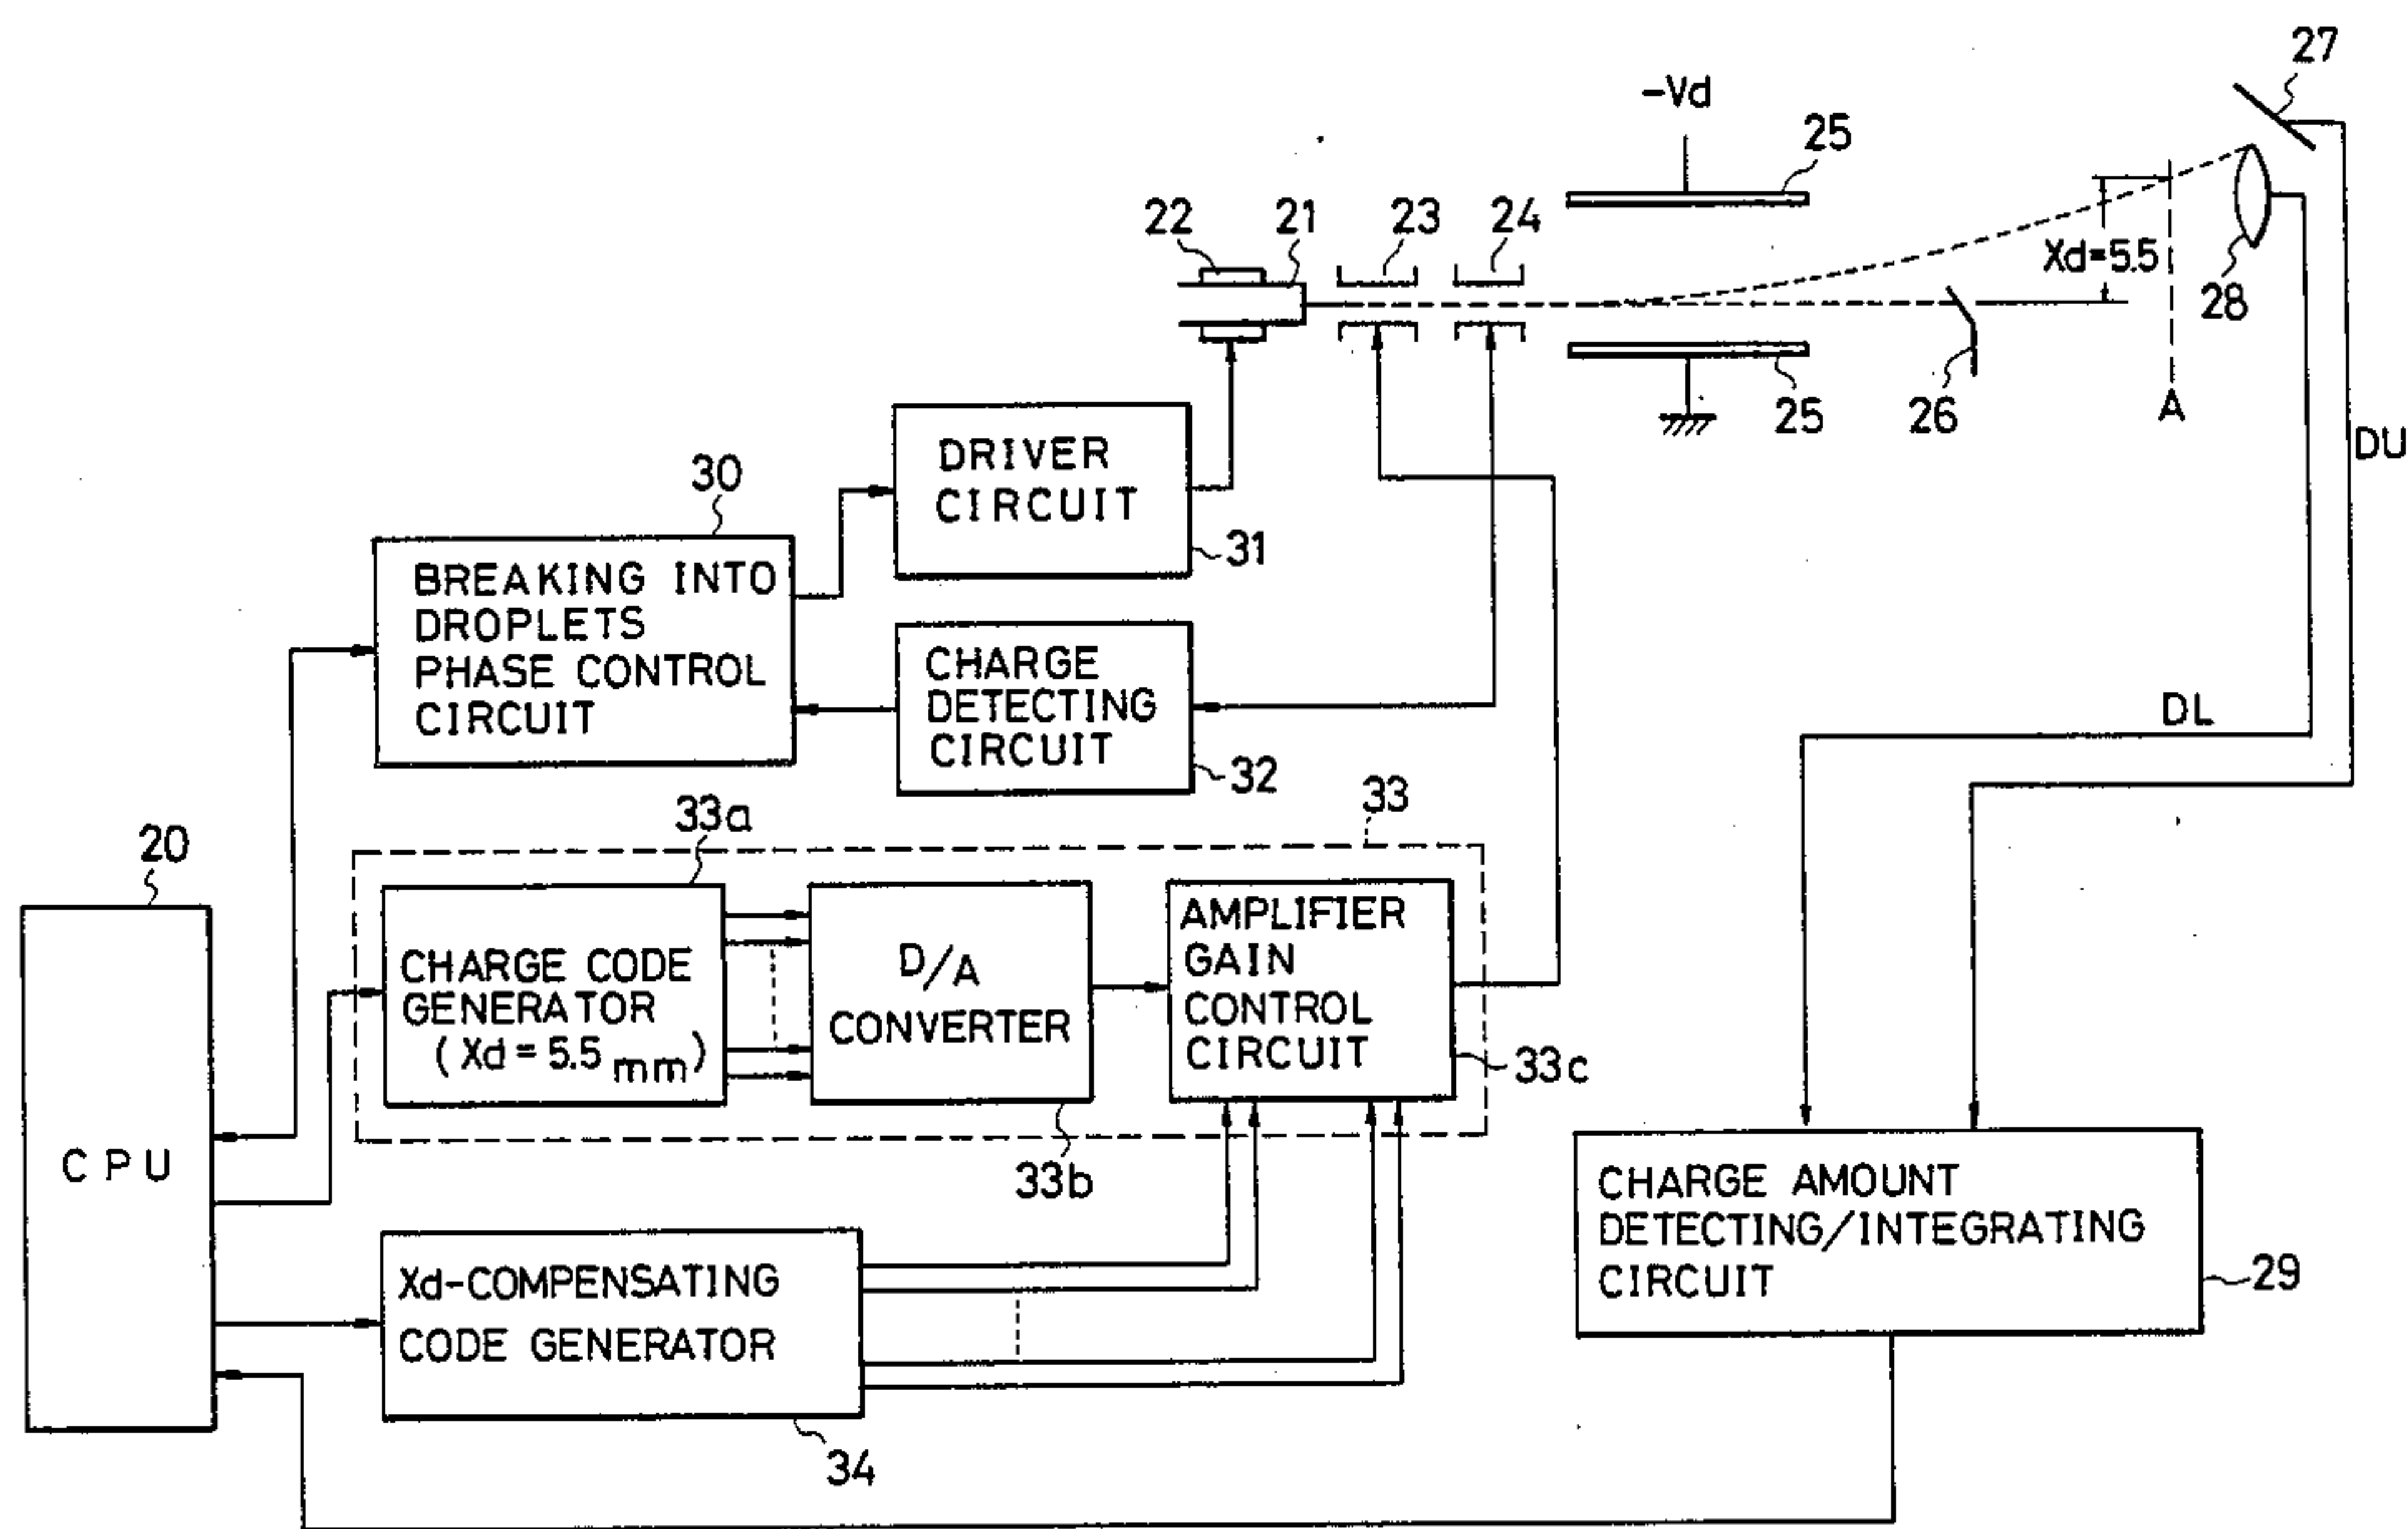 27
-Vd
25
22
21
23
24
Xd=5.5
28
25
26
A
DU
DRIVER
CIRCUIT
31
30
BREAKING INTO
DROPLETS
PHASE CONTROL
CIRCUIT
CHARGE
DETECTING
CIRCUIT
32
DL
33
33a
20
CHARGE CODE
GENERATOR
(Xd=5.5mm)
D/A
CONVERTER
AMPLIFIER
GAIN
CONTROL
CIRCUIT
33c
33b
CPU
Xd-COMPENSATING
CODE GENERATOR
34
CHARGE AMOUNT
DETECTING/INTEGRATING
CIRCUIT
29